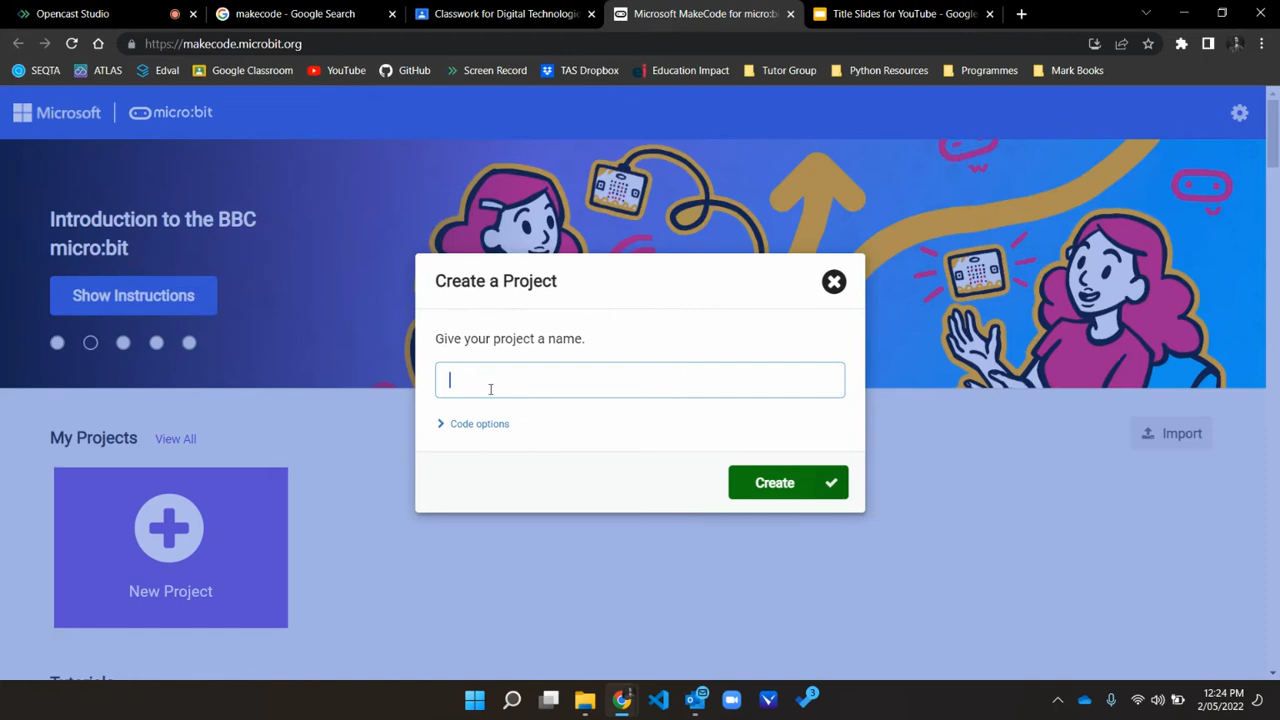 Opencast Studio
makecode - Google Search
Classwork for Digital Technologie
Microsoft MakeCode for micro:bi
Title Slides for YouTube - Google
https://makecode.microbit.org
SEQTA
ATLAS
Edval
Google Classroom
YouTube
GitHub
Screen Record
TAS Dropbox
Education Impact
Tutor Group
Python Resources
Programmes
Mark Books
Microsoft
micro:bit
Introduction to the BBC
micro:bit
Show Instructions
Create a Project
Give your project a name.
Code options
Create
My Projects
View All
Import
New Project
12:24 PM
2/05/2022
3